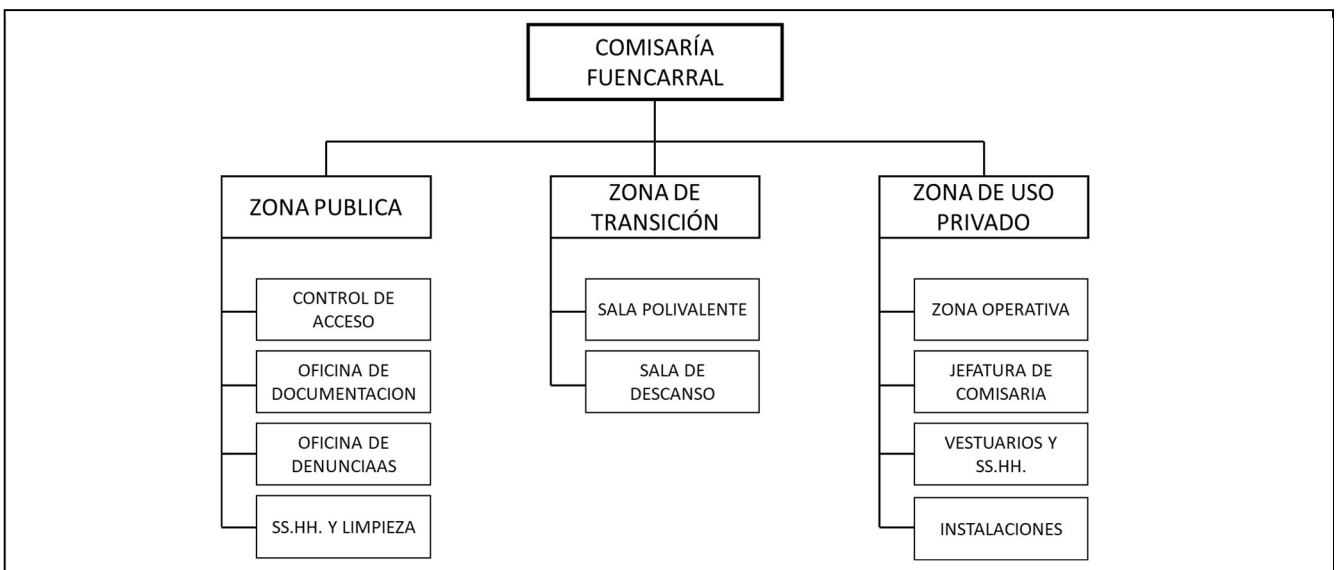 COMISARÍA
FUENCARRAL
ZONA PUBLICA
CONTROL DE
ACCESO
OFICINA DE
DOCUMENTACION
OFICINA DE
DENUNCIAAS
SS.HH. Y LIMPIEZA
ZONA DE
TRANSICIÓN
SALA POLIVALENTE
SALA DE
DESCANSO
ZONA DE USO
PRIVADO
ZONA OPERATIVA
JEFATURA DE
COMISARIA
VESTUARIOS Y
SS.HH.
INSTALACIONES